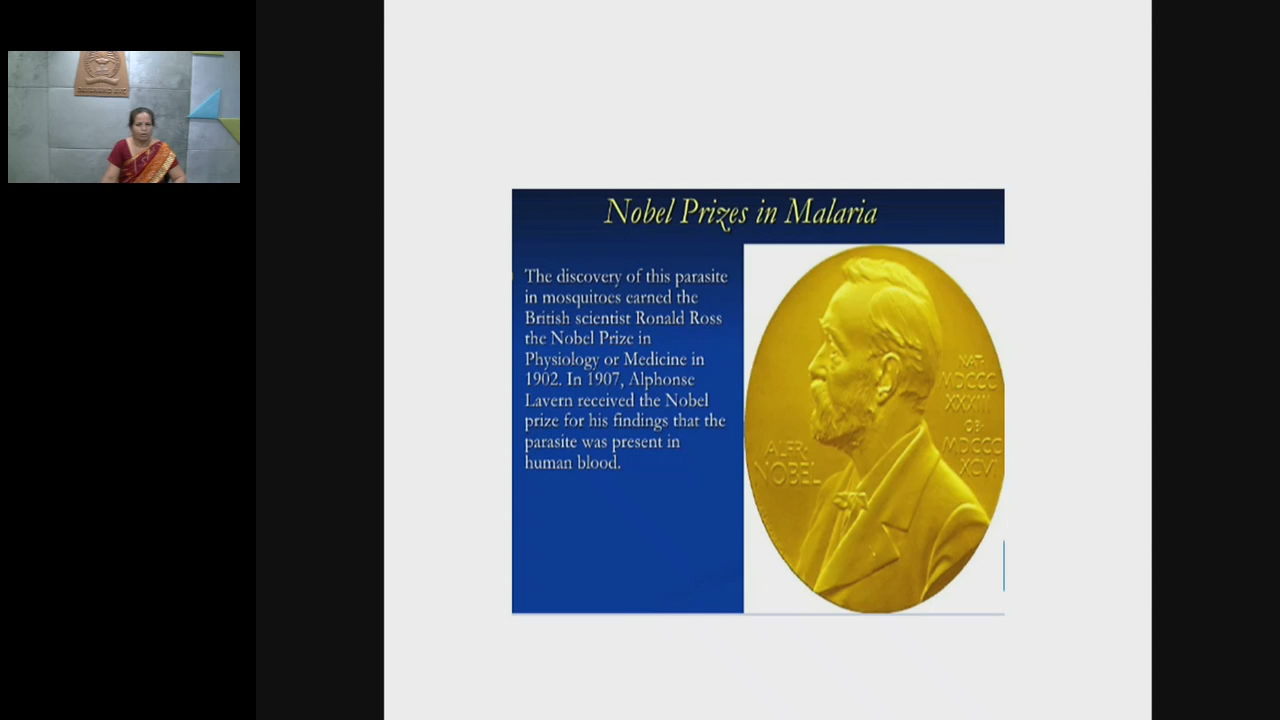 Nobel Prizes in Malaria
The discovery of this parasite
in mosquitoes earned the
British scientist Ronald Ross
the Nobel Prize in
Physiology or Medicine in
1902. In 1907, Alphonse
Lavern received the Nobel
prize for his findings that the
parasite was present in
human blood.
ALFR·
NOBEL
NAT·
MDCCC
XXXIII
OB·
MDCCC
XCVI